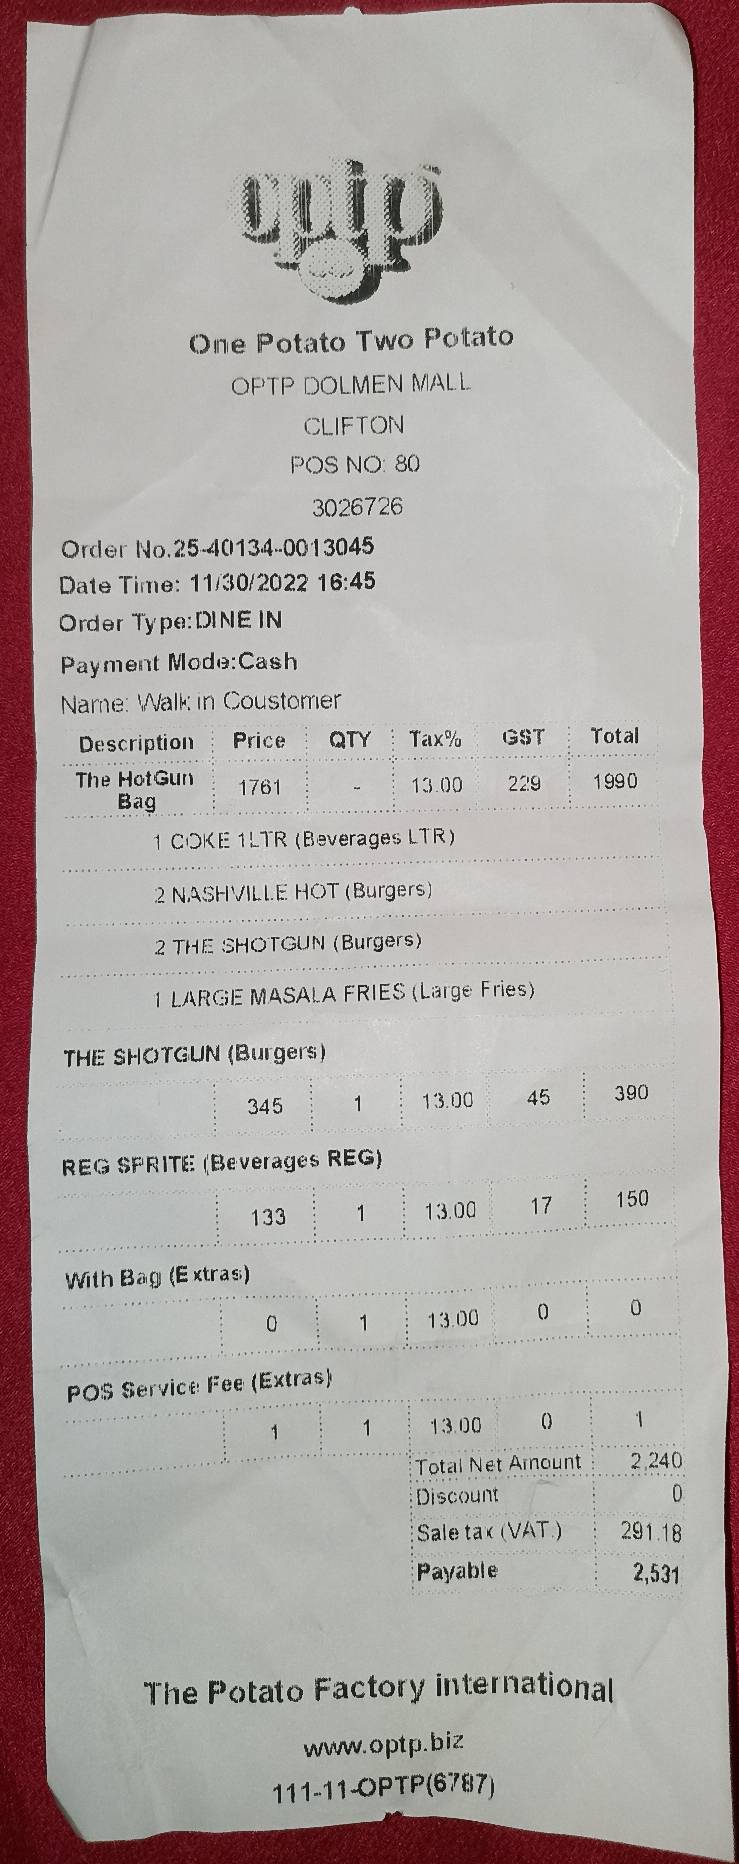 optp
One Potato Two Potato
OPTP DOLMEN MALL
CLIFTON
POS NO: 80
3026726
Order No.25-40134-0013045
Date Time: 11/30/2022 16:45
Order Type:DINE IN
Payment Mode:Cash
Name: Walk in Coustomer
Description Price QTY Tax% GST Total
The HotGun Bag 1761 - 13.00 229 1990
1 COKE 1LTR (Beverages LTR)
2 NASHVILLE HOT (Burgers)
2 THE SHOTGUN (Burgers)
1 LARGE MASALA FRIES (Large Fries)
THE SHOTGUN (Burgers)
345 1 13.00 45 390
REG SPRITE (Beverages REG)
133 1 13.00 17 150
With Bag (Extras)
0 1 13.00 0 0
POS Service Fee (Extras)
1 1 13.00 0 1
Total Net Amount 2,240
Discount 0
Sale tax (VAT.) 291.18
Payable 2,531
The Potato Factory international
www.optp.biz
111-11-OPTP(6787)